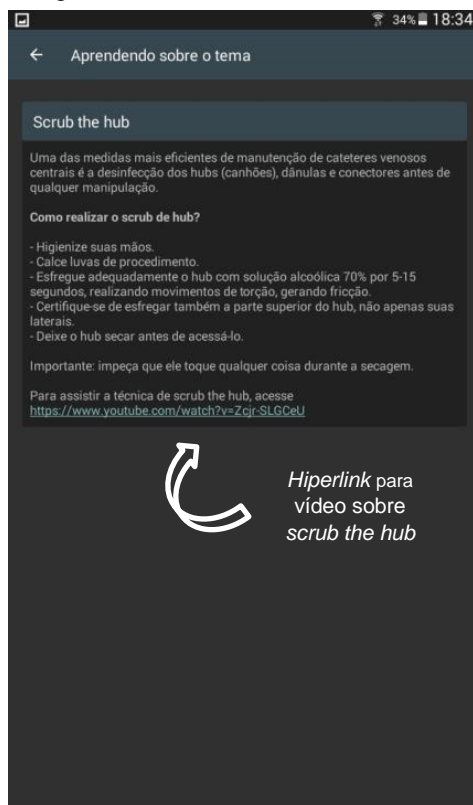 34% 18:34
Aprendendo sobre o tema
Scrub the hub
Uma das medidas mais eficientes de manutenção de cateteres venosos
centrais é a desinfecção dos hubs (canhões), dânulas e conectores antes de
qualquer manipulação.
Como realizar o scrub de hub?
- Higienize suas mãos.
- Calce luvas de procedimento.
- Esfregue adequadamente o hub com solução alcoólica 70% por 5-15
segundos, realizando movimentos de torção, gerando fricção.
- Certifique-se de esfregar também a parte superior do hub, não apenas suas
laterais.
- Deixe o hub secar antes de acessá-lo.
Importante: impeça que ele toque qualquer coisa durante a secagem.
Para assistir a técnica de scrub the hub, acesse
https://www.youtube.com/watch?v=Zcjr-SLGCeU
Hiperlink para
vídeo sobre
scrub the hub